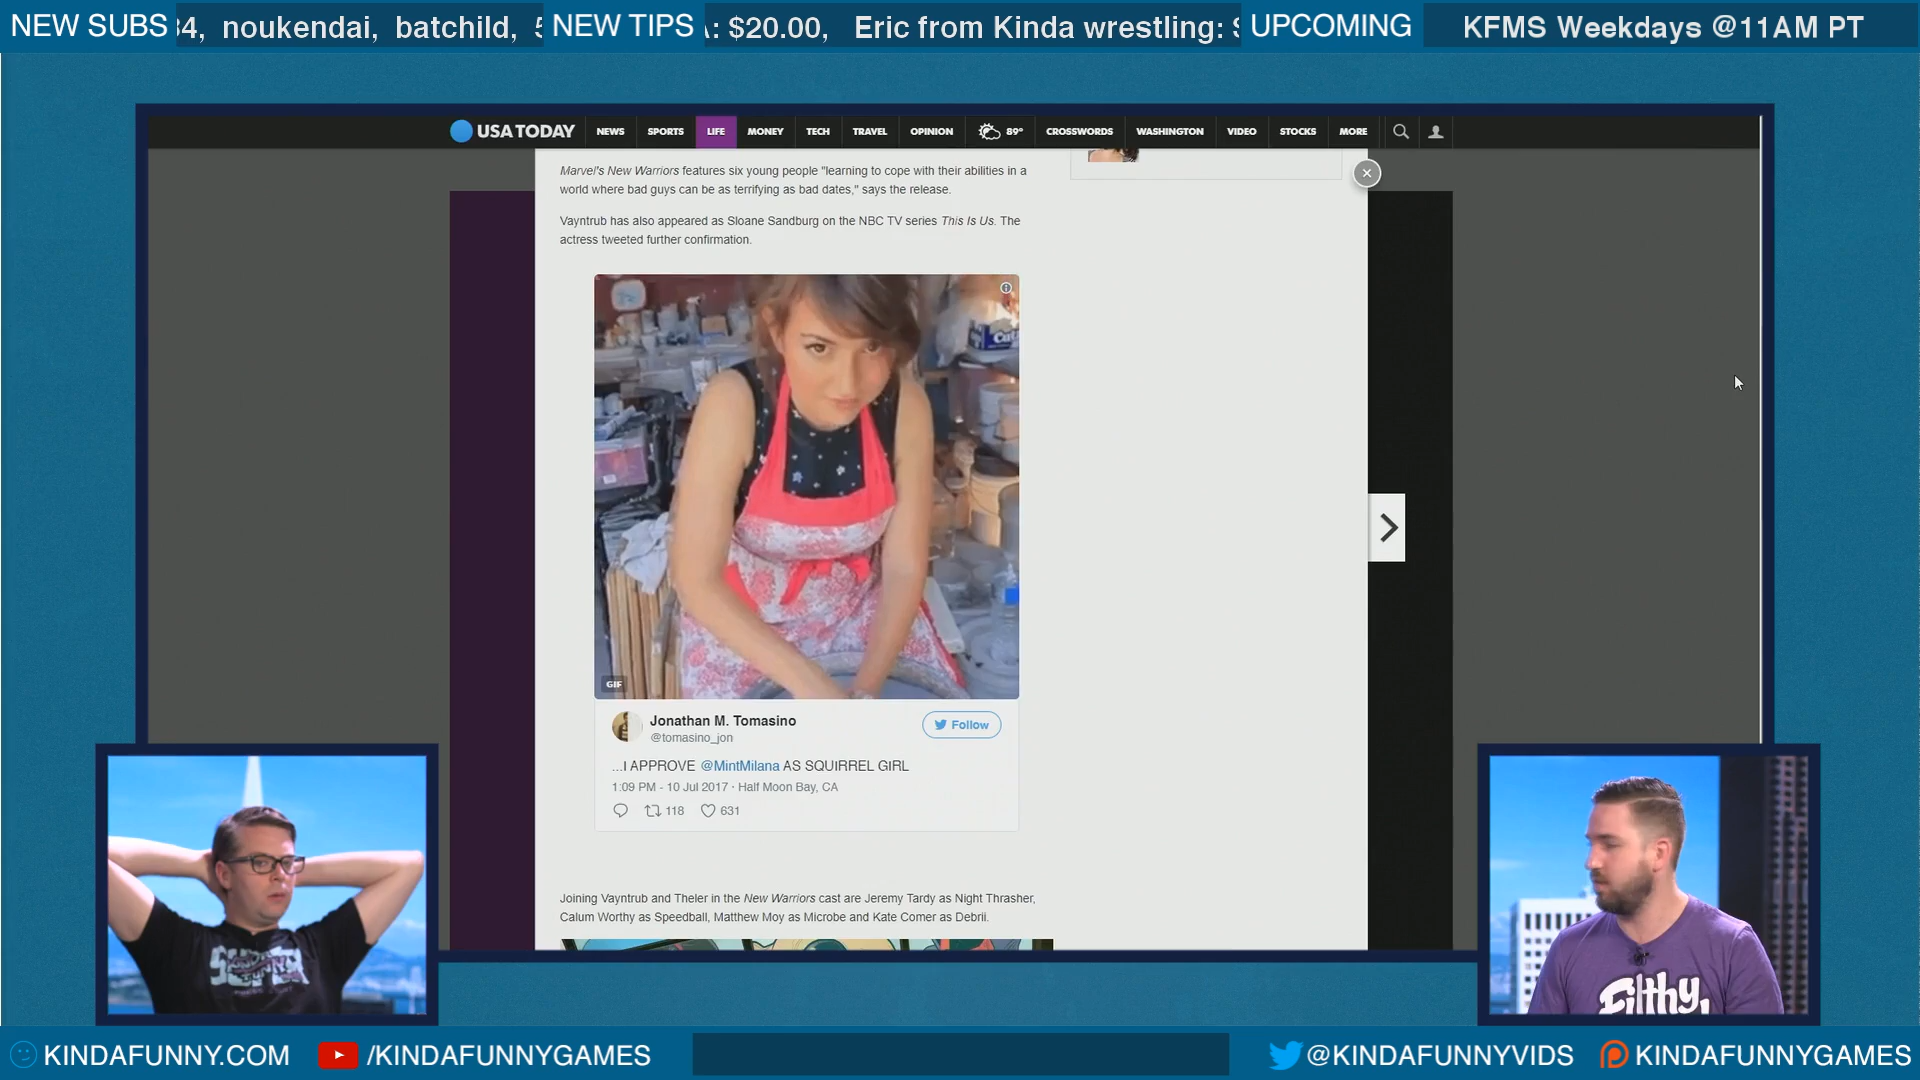 NEW SUBS 34, noukendai, batchild, NEW TIPS A: $20.00, Eric from Kinda wrestling: UPCOMING KFMS Weekdays @11AM PT
USA TODAY NEWS SPORTS LIFE MONEY TECH TRAVEL OPINION 89° CROSSWORDS WASHINGTON VIDEO STOCKS MORE
Marvel's New Warriors features six young people "learning to cope with their abilities in a
world where bad guys can be as terrifying as bad dates," says the release.
Vayntrub has also appeared as Sloane Sandburg on the NBC TV series This Is Us. The
actress tweeted further confirmation.
GIF
Jonathan M. Tomasino
Follow
@tomasino_jon
...I APPROVE @MintMilana AS SQUIRREL GIRL
1:09 PM - 10 Jul 2017 · Half Moon Bay, CA
118 631
Joining Vayntrub and Theler in the New Warriors cast are Jeremy Tardy as Night Thrasher,
Calum Worthy as Speedball, Matthew Moy as Microbe and Kate Comer as Debrii.
SUPER
Filthy
KINDAFUNNY.COM /KINDAFUNNYGAMES @KINDAFUNNYVIDS KINDAFUNNYGAMES